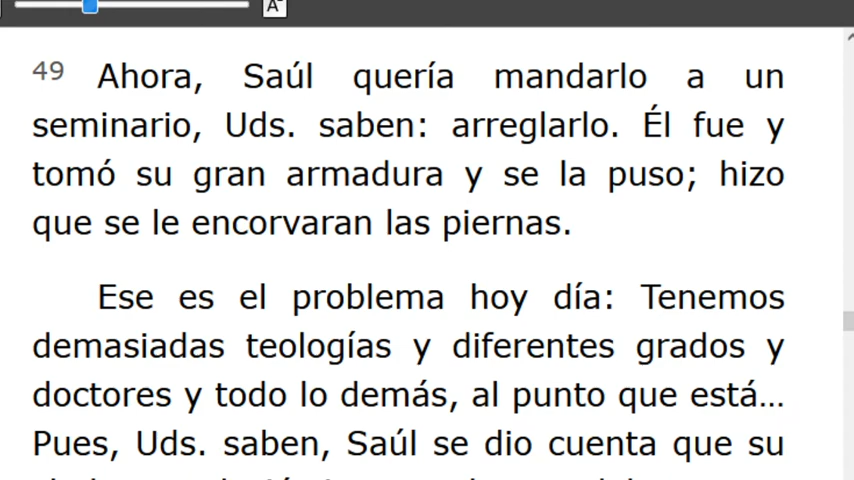 A
49 Ahora, Saúl quería mandarlo a un
seminario, Uds. saben: arreglarlo. Él fue y
tomó su gran armadura y se la puso; hizo
que se le encorvaran las piernas.
Ese es el problema hoy día: Tenemos
demasiadas teologías y diferentes grados y
doctores y todo lo demás, al punto que está...
Pues, Uds. saben, Saúl se dio cuenta que su